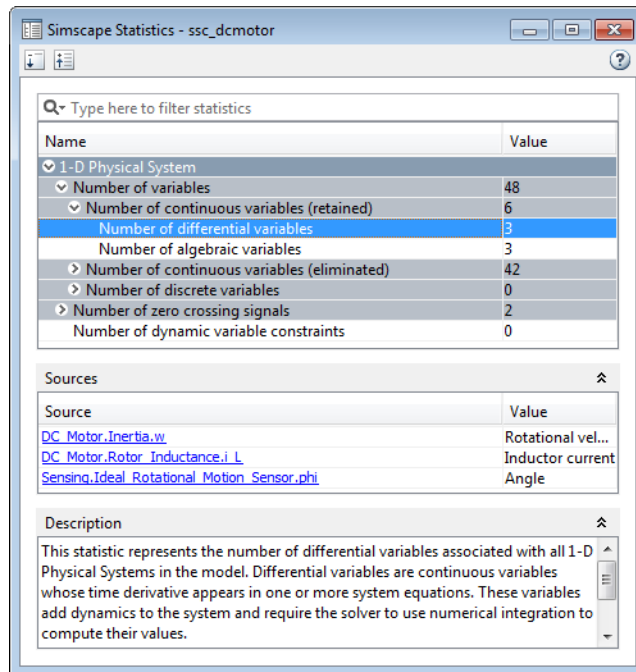 Simscape Statistics - ssc_dcmotor
Type here to filter statistics
Name Value
1-D Physical System
Number of variables 48
Number of continuous variables (retained) 6
Number of differential variables 3
Number of algebraic variables 3
Number of continuous variables (eliminated) 42
Number of discrete variables 0
Number of zero crossing signals 2
Number of dynamic variable constraints 0
Sources
Source Value
DC_Motor.Inertia.w Rotational vel...
DC_Motor.Rotor_Inductance.i_L Inductor current
Sensing.Ideal_Rotational_Motion_Sensor.phi Angle
Description
This statistic represents the number of differential variables associated with all 1-D
Physical Systems in the model. Differential variables are continuous variables
whose time derivative appears in one or more system equations. These variables
add dynamics to the system and require the solver to use numerical integration to
compute their values.